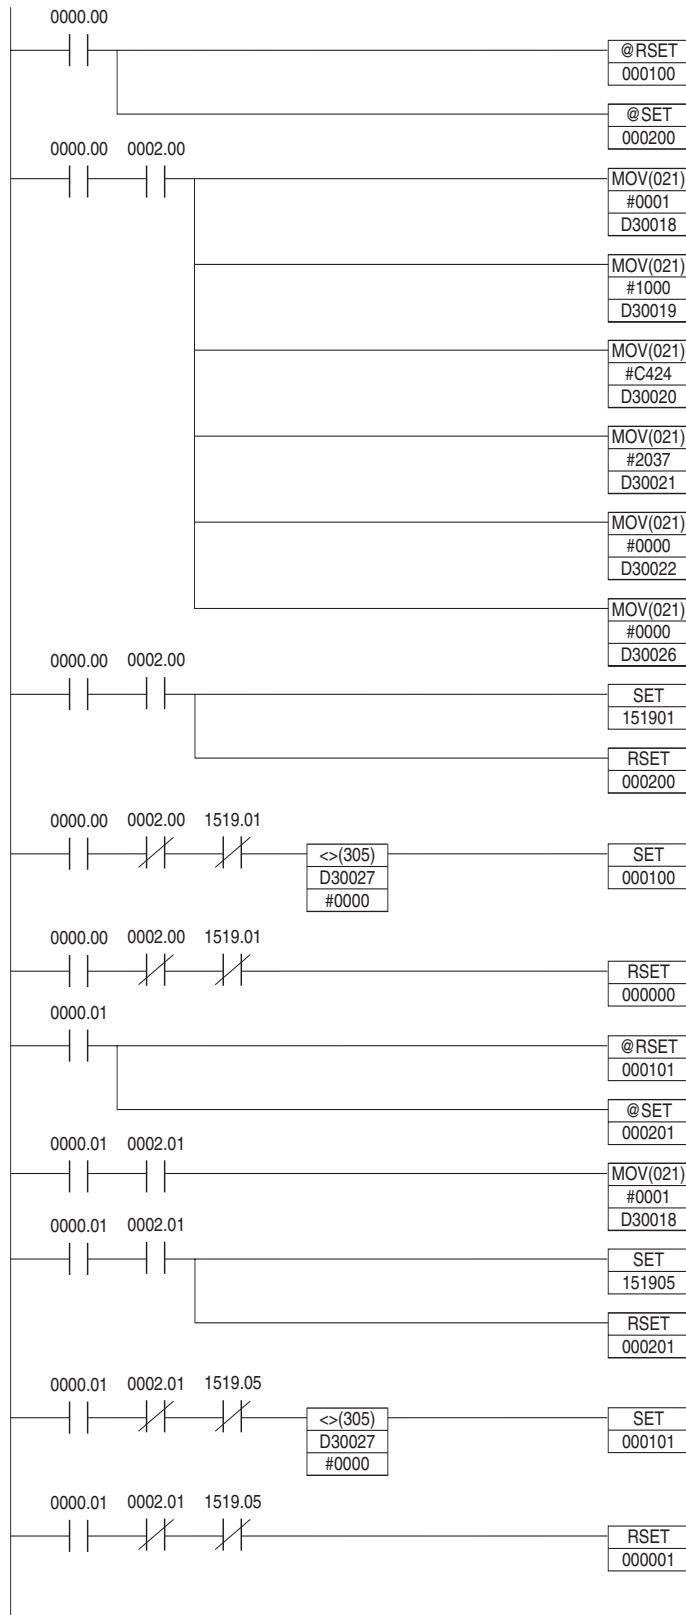 0000.00
@RSET
000100
@SET
000200
0000.00 0002.00
MOV(021)
#0001
D30018
MOV(021)
#1000
D30019
MOV(021)
#C424
D30020
MOV(021)
#2037
D30021
MOV(021)
#0000
D30022
MOV(021)
#0000
D30026
0000.00 0002.00
SET
151901
RSET
000200
0000.00 0002.00 1519.01
<>(305)
D30027
#0000
SET
000100
0000.00 0002.00 1519.01
RSET
000000
0000.01
@RSET
000101
@SET
000201
0000.01 0002.01
MOV(021)
#0001
D30018
0000.01 0002.01
SET
151905
RSET
000201
0000.01 0002.01 1519.05
<>(305)
D30027
#0000
SET
000101
0000.01 0002.01 1519.05
RSET
000001